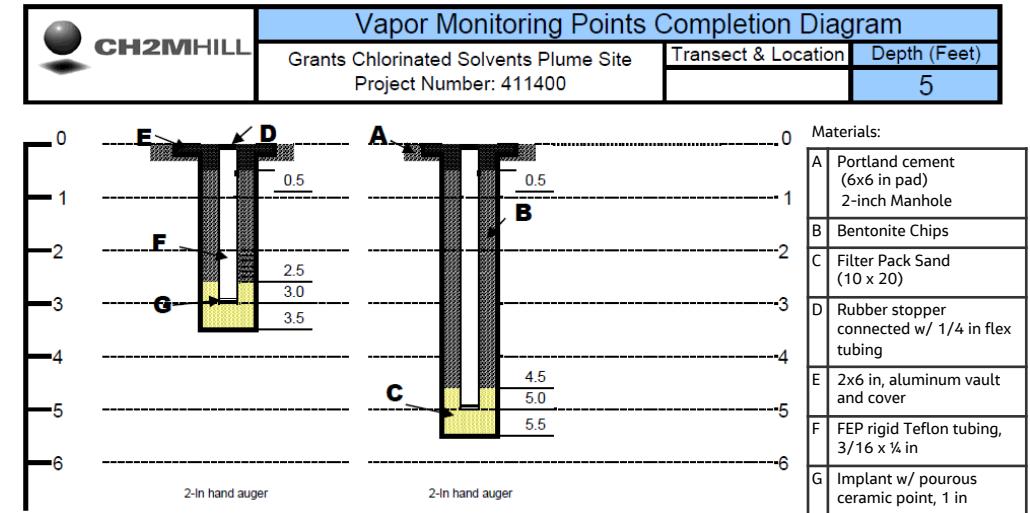 CH2MHILL
Vapor Monitoring Points Completion Diagram
Grants Chlorinated Solvents Plume Site
Project Number: 411400
Transect & Location
Depth (Feet)
5
0
E
D
A
0
0.5
0.5
1
1
B
F
2
2
2.5
G
3.0
3
3
3.5
4
4
C
4.5
5.0
5
5
5.5
6
6
2-In hand auger
2-In hand auger
Materials:
A Portland cement
(6x6 in pad)
2-inch Manhole
B Bentonite Chips
C Filter Pack Sand
(10 x 20)
D Rubber stopper
connected w/ 1/4 in flex
tubing
E 2x6 in, aluminum vault
and cover
F FEP rigid Teflon tubing,
3/16 x ¼ in
G Implant w/ pourous
ceramic point, 1 in